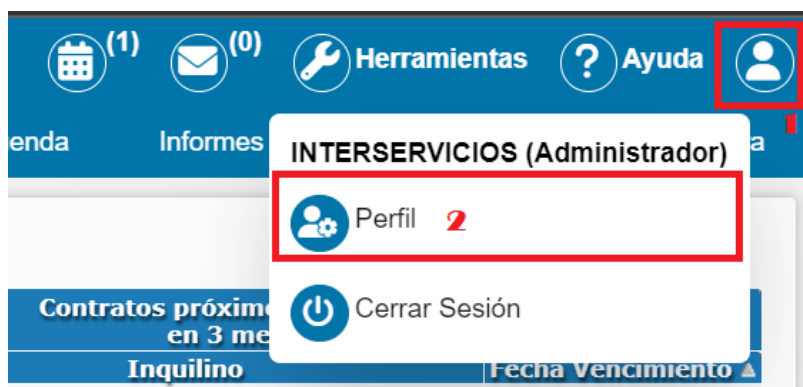 (1) (0) Herramientas ? Ayuda
1
enda Informes a
INTERSERVICIOS (Administrador)
Perfil 2
Cerrar Sesión
Contratos próxim
en 3 me
Inquilino Fecha Vencimiento